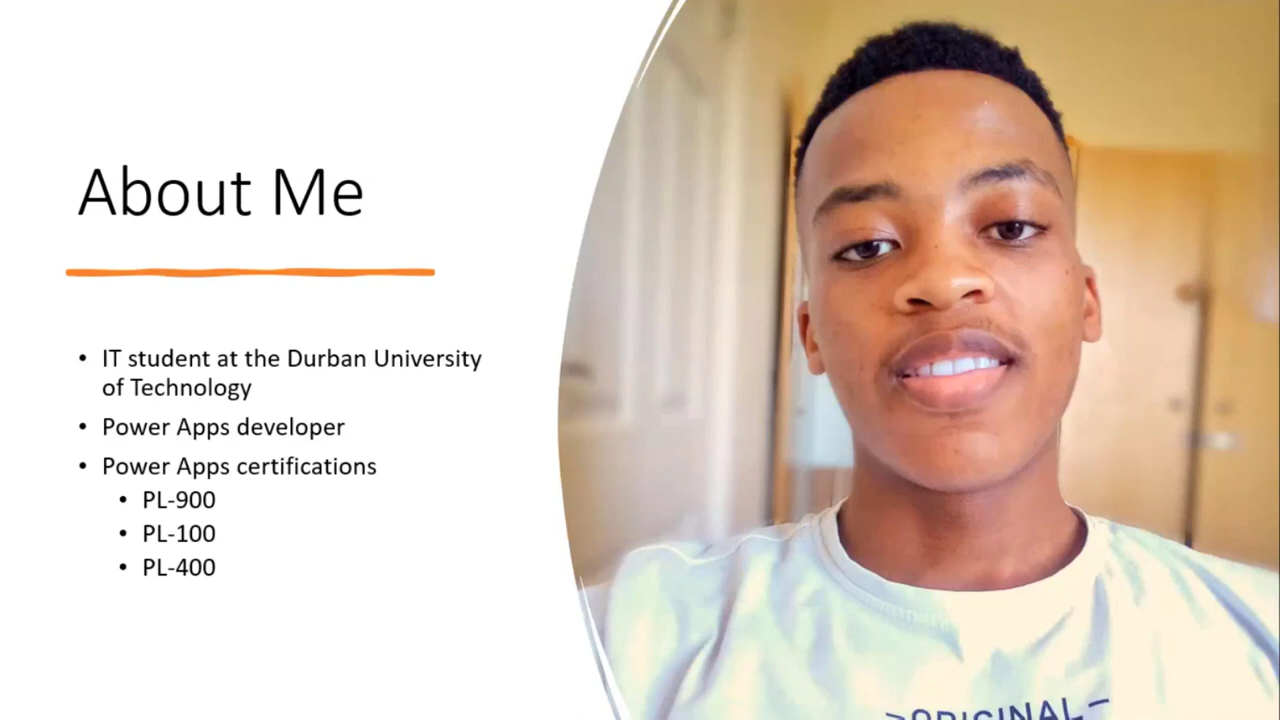 About Me
• IT student at the Durban University
of Technology
• Power Apps developer
• Power Apps certifications
• PL-900
• PL-100
• PL-400
ORIGINAL